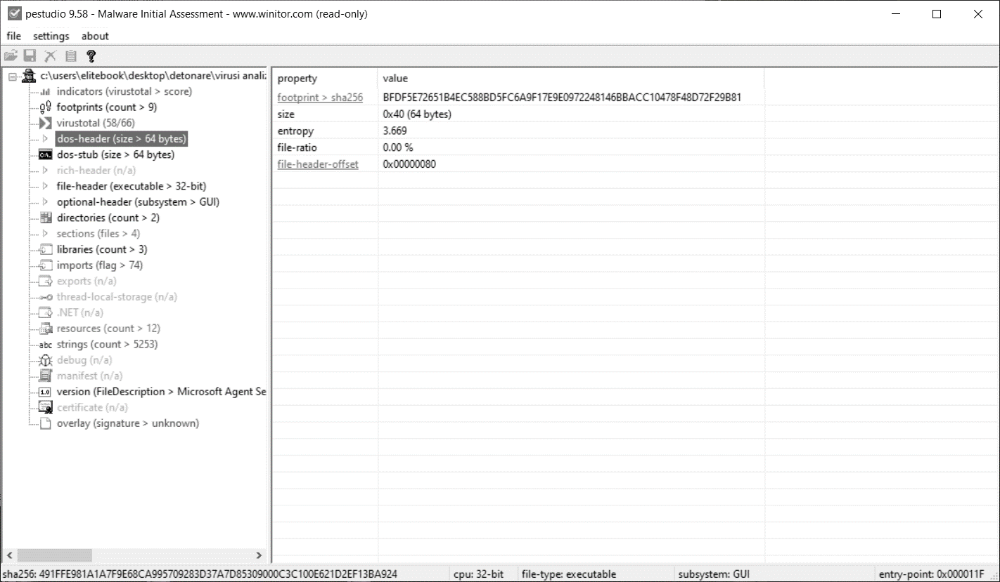 pestudio 9.58 - Malware Initial Assessment - www.winitor.com (read-only)
file settings about
c:\users\elitebook\desktop\detonare\virusi analiz
indicators (virustotal > score)
footprints (count > 9)
virustotal (58/66)
dos-header (size > 64 bytes)
dos-stub (size > 64 bytes)
rich-header (n/a)
file-header (executable > 32-bit)
optional-header (subsystem > GUI)
directories (count > 2)
sections (files > 4)
libraries (count > 3)
imports (flag > 74)
exports (n/a)
thread-local-storage (n/a)
.NET (n/a)
resources (count > 12)
abc strings (count > 5253)
debug (n/a)
manifest (n/a)
1.0 version (FileDescription > Microsoft Agent Se
certificate (n/a)
overlay (signature > unknown)
property value
footprint > sha256 BFDF5E72651B4EC588BD5FC6A9F17E9E0972248146BBACC10478F48D72F29B81
size 0x40 (64 bytes)
entropy 3.669
file-ratio 0.00 %
file-header-offset 0x00000080
sha256: 491FFE981A1A7F9E68CA995709283D37A7D85309000C3C100E621D2EF13BA924 cpu: 32-bit file-type: executable subsystem: GUI entry-point: 0x000011F